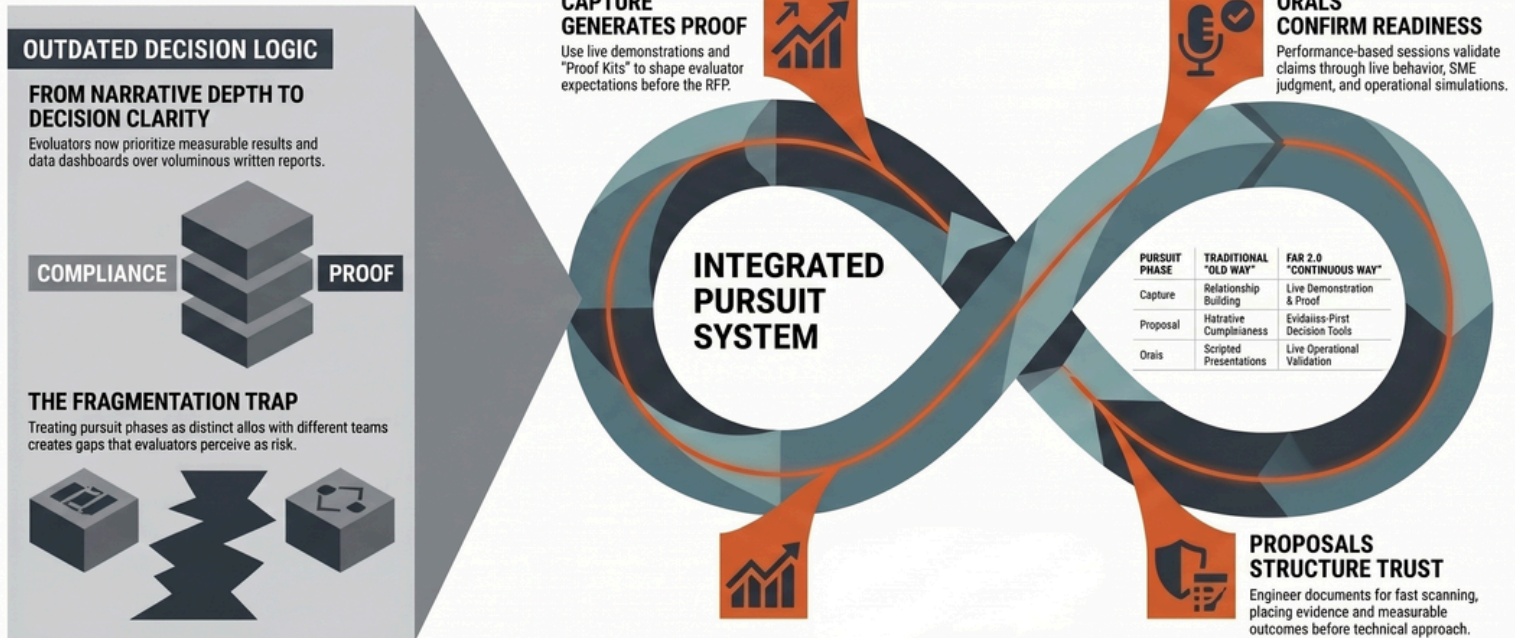 OUTDATED DECISION LOGIC
FROM NARRATIVE DEPTH TO
DECISION CLARITY
Evoluators now prioritize measurable results and
data dashboards over voluminous written reports.
COMPLIANCE
PROOF
THE FRAGMENTATION TRAP
Treating pursuit phases as distinct allos with different teams
creates gaps that evaluators perceive as risk.
CAPTURE
GENERATES PROOF
Use live demonstrations and
"Proof Kits" to shape evaluator
expectations before the RFP.
ORALS
CONFIRM READINESS
Performance-based sessions validate
claims through live behavior, SME
judgment, and operational simulations.
INTEGRATED
PURSUIT
SYSTEM
PURSUIT
PHASE
TRADITIONAL
"OLD WAY"
FAR 2.0
"CONTINUOUS WAY"
Capture
Relationship
Building
Live Demonstration
& Proof
Proposal
Hatrative
Decision Tools
Orais
Scripted
Presentations
Live Operational
Validation
PROPOSALS
STRUCTURE TRUST
Engineer documents for fast scanning,
placing evidence and measurable
outcomes before technical approach.